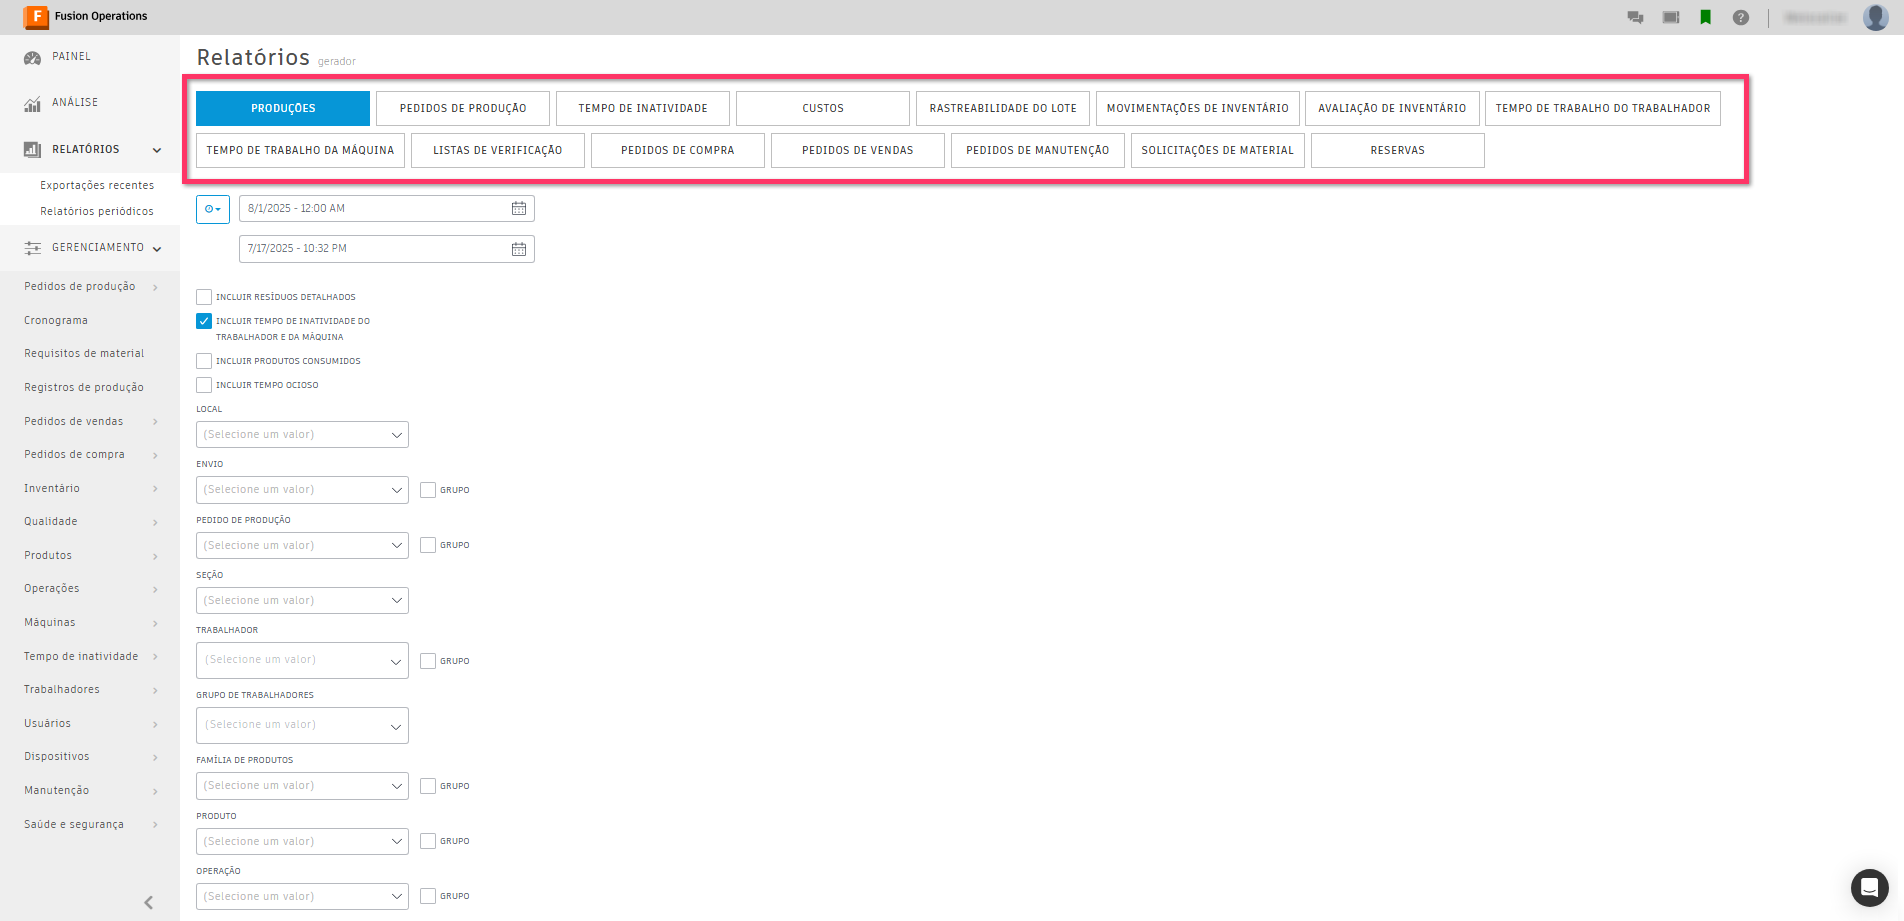 Fusion Operations
PAINEL
ANÁLISE
RELATÓRIOS
Exportações recentes
Relatórios periódicos
GERENCIAMENTO
Pedidos de produção
Cronograma
Requisitos de material
Registros de produção
Pedidos de vendas
Pedidos de compra
Inventário
Qualidade
Produtos
Operações
Máquinas
Tempo de inatividade
Trabalhadores
Usuários
Dispositivos
Manutenção
Saúde e segurança
Relatórios gerador
PRODUÇÕES PEDIDOS DE PRODUÇÃO TEMPO DE INATIVIDADE CUSTOS RASTREABILIDADE DO LOTE MOVIMENTAÇÕES DE INVENTÁRIO AVALIAÇÃO DE INVENTÁRIO TEMPO DE TRABALHO DO TRABALHADOR
TEMPO DE TRABALHO DA MÁQUINA LISTAS DE VERIFICAÇÃO PEDIDOS DE COMPRA PEDIDOS DE VENDAS PEDIDOS DE MANUTENÇÃO SOLICITAÇÕES DE MATERIAL RESERVAS
8/1/2025 - 12:00 AM
7/17/2025 - 10:32 PM
INCLUIR RESÍDUOS DETALHADOS
INCLUIR TEMPO DE INATIVIDADE DO
TRABALHADOR E DA MÁQUINA
INCLUIR PRODUTOS CONSUMIDOS
INCLUIR TEMPO OCIOSO
LOCAL
(Selecione um valor)
ENVIO
(Selecione um valor) GRUPO
PEDIDO DE PRODUÇÃO
(Selecione um valor) GRUPO
SEÇÃO
(Selecione um valor)
TRABALHADOR
(Selecione um valor) GRUPO
GRUPO DE TRABALHADORES
(Selecione um valor)
FAMÍLIA DE PRODUTOS
(Selecione um valor) GRUPO
PRODUTO
(Selecione um valor) GRUPO
OPERAÇÃO
(Selecione um valor) GRUPO